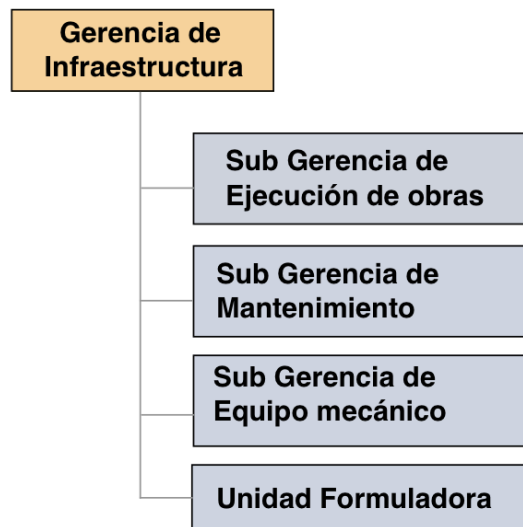 Gerencia de
Infraestructura
Sub Gerencia de
Ejecución de obras
Sub Gerencia de
Mantenimiento
Sub Gerencia de
Equipo mecánico
Unidad Formuladora